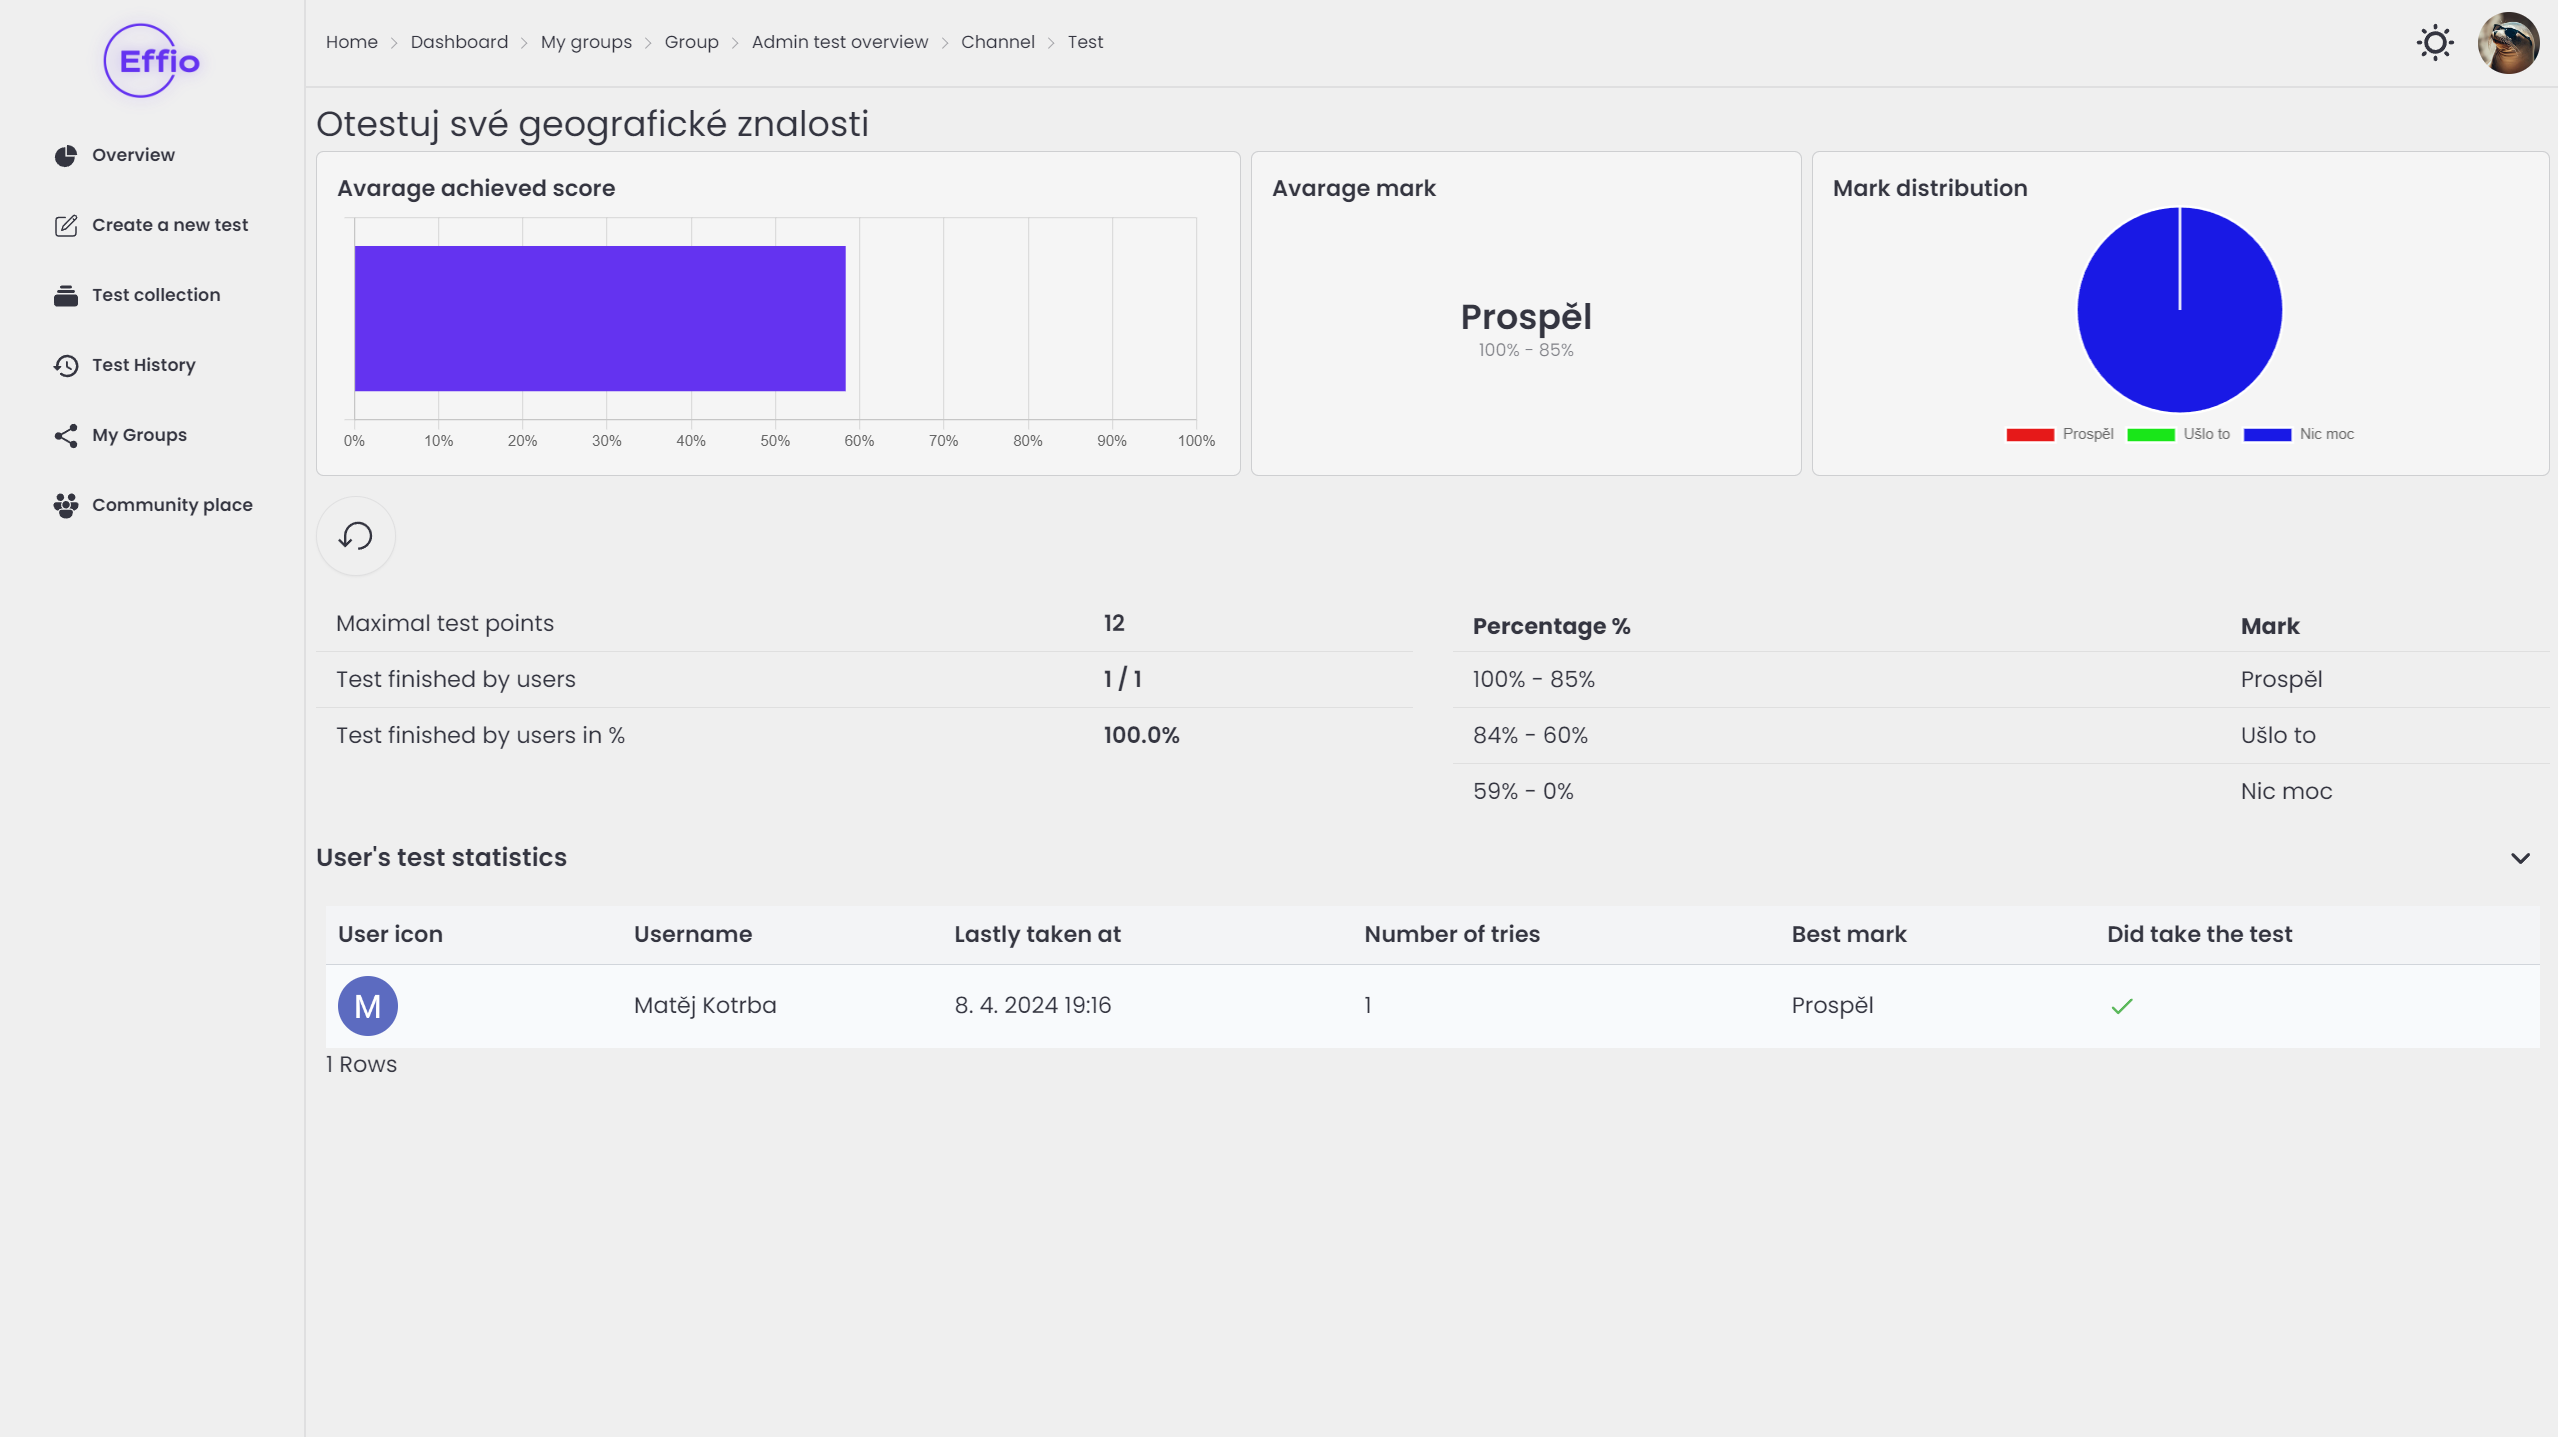 Effio
Home > Dashboard > My groups > Group > Admin test overview > Channel > Test
Overview
Create a new test
Test collection
Test History
My Groups
Community place
Otestuj své geografické znalosti
Avarage achieved score
0% 10% 20% 30% 40% 50% 60% 70% 80% 90% 100%
Avarage mark
Prospěl
100% - 85%
Mark distribution
Prospěl Ušlo to Nic moc
Maximal test points 12
Test finished by users 1 / 1
Test finished by users in % 100.0%
Percentage % Mark
100% - 85% Prospěl
84% - 60% Ušlo to
59% - 0% Nic moc
User's test statistics
User icon Username Lastly taken at Number of tries Best mark Did take the test
M Matěj Kotrba 8. 4. 2024 19:16 1 Prospěl
1 Rows